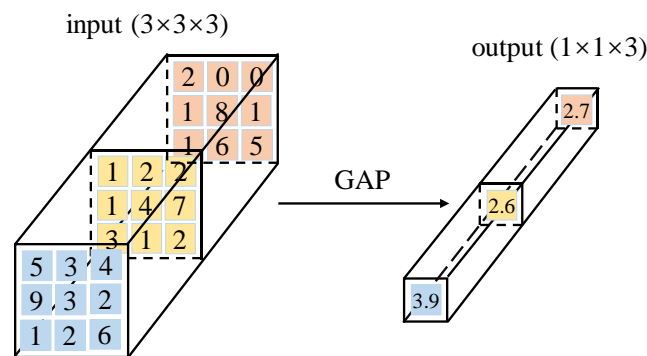 input (3×3×3)
output (1×1×3)
2 0 0
1 8 1
1 6 5
1 2 2
1 4 7
3 1 2
5 3 4
9 3 2
1 2 6
GAP
2.7
2.6
3.9